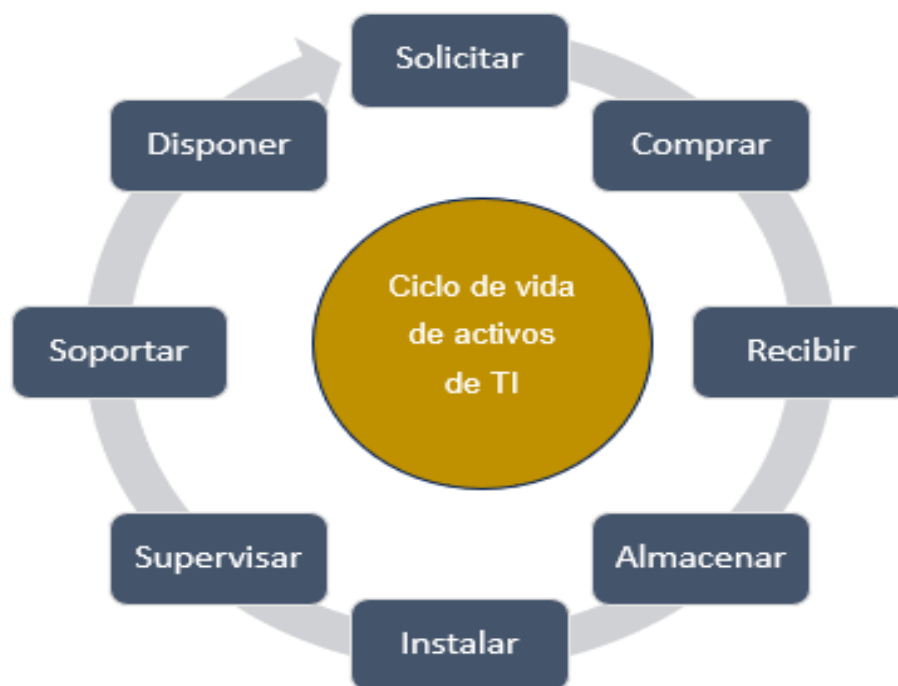 Solicitar
Comprar
Recibir
Almacenar
Instalar
Supervisar
Soportar
Disponer
Ciclo de vida
de activos
de TI